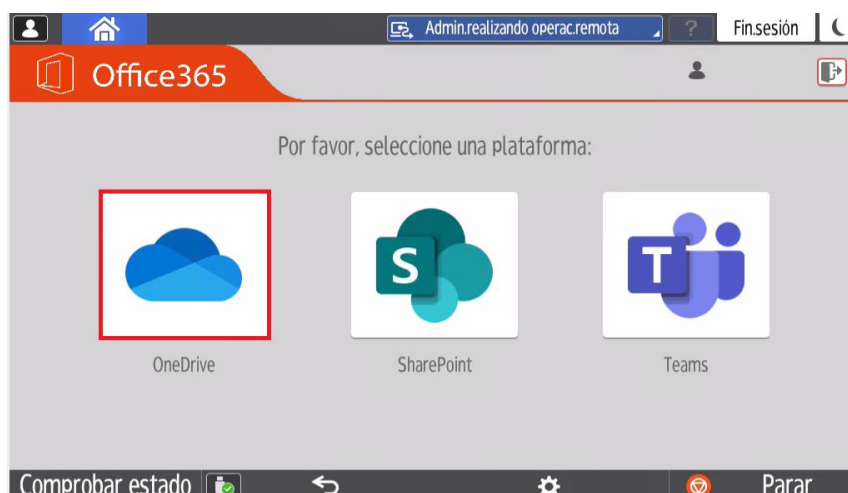 Admin.realizando operac.remota ? Fin.sesión
Office365
Por favor, seleccione una plataforma:
S T
OneDrive SharePoint Teams
Comprobar estado Parar